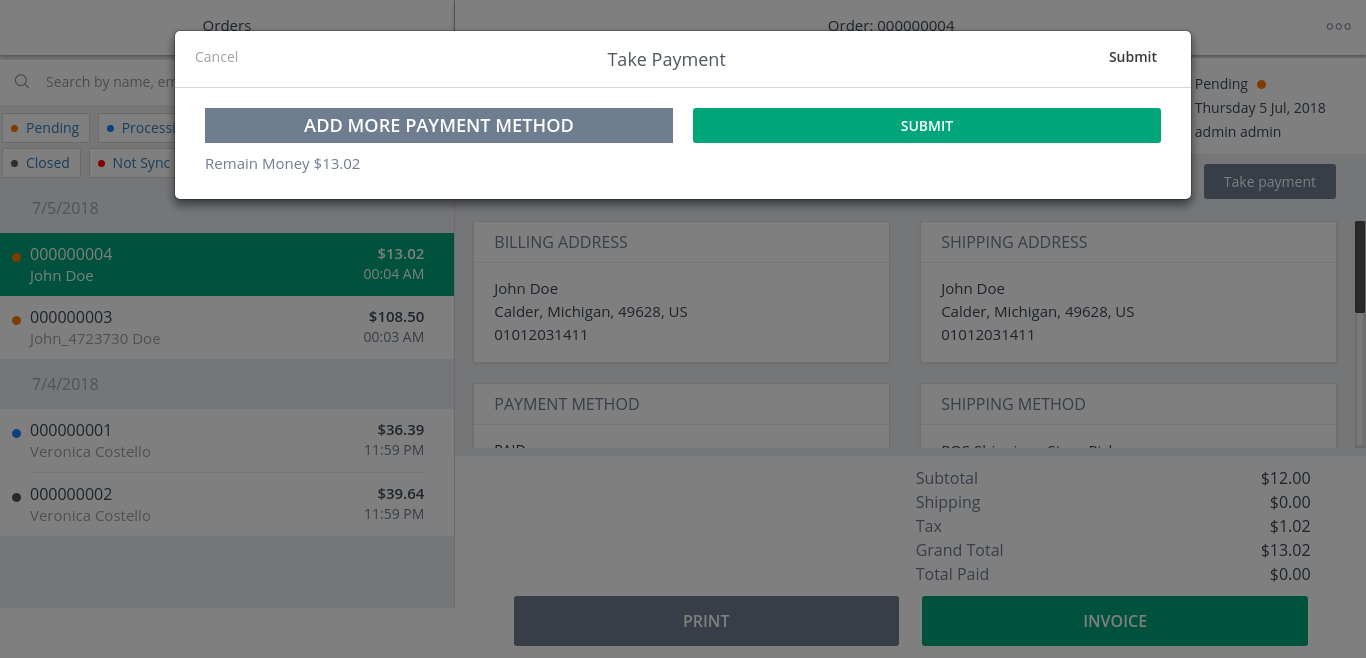 Orders
Order: 000000004
Cancel
Take Payment
Submit
ADD MORE PAYMENT METHOD
SUBMIT
Remain Money $13.02
Search by name, em
Pending
Processi
Closed
Not Sync
Pending
Thursday 5 Jul, 2018
admin admin
Take payment
7/5/2018
000000004 $13.02
John Doe 00:04 AM
000000003 $108.50
John_4723730 Doe 00:03 AM
7/4/2018
000000001 $36.39
Veronica Costello 11:59 PM
000000002 $39.64
Veronica Costello 11:59 PM
BILLING ADDRESS
John Doe
Calder, Michigan, 49628, US
01012031411
SHIPPING ADDRESS
John Doe
Calder, Michigan, 49628, US
01012031411
PAYMENT METHOD
PAID
SHIPPING METHOD
POS Shipping - Store
Subtotal $12.00
Shipping $0.00
Tax $1.02
Grand Total $13.02
Total Paid $0.00
PRINT
INVOICE